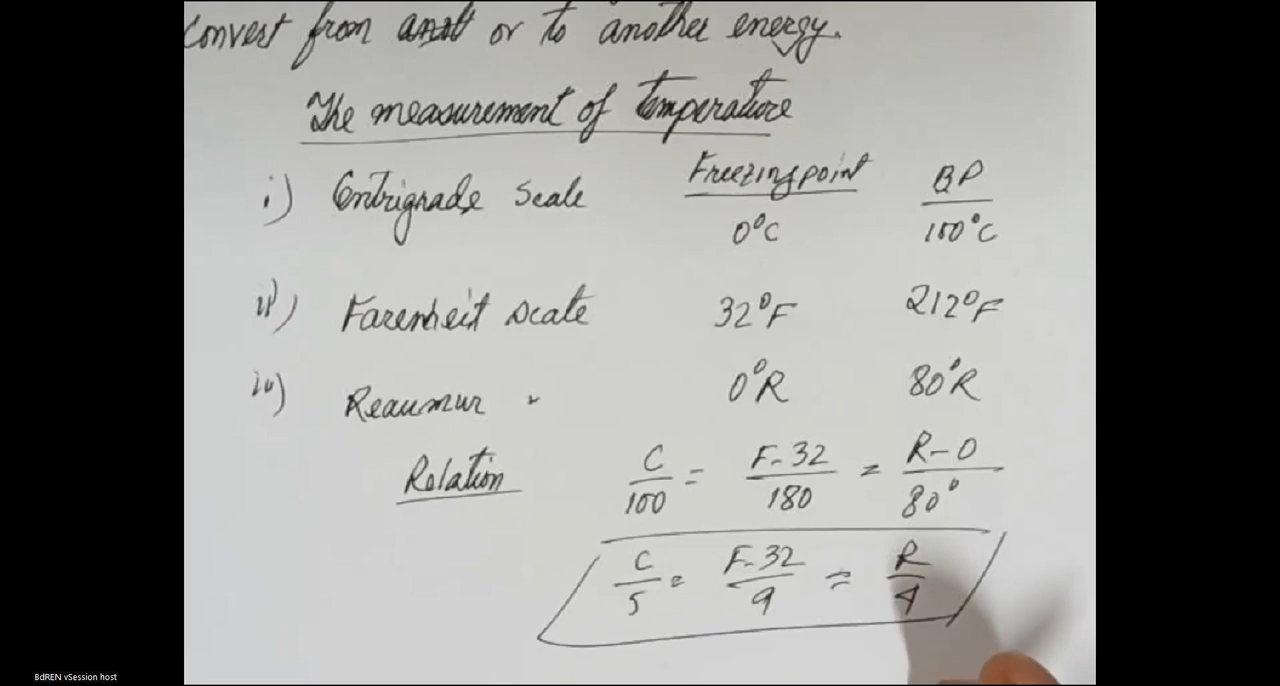 convert from or to another energy.
The measurement of temperature
Freezing point BP
i) Centigrade Scale 0°C 100°C
ii) Farenheit scale 32°F 212°F
iii) Reaumur " 0°R 80°R
Relation C/100 = F-32/180 = R-0/80°
C/5 = F-32/9 = R/4
BdREN vSession host